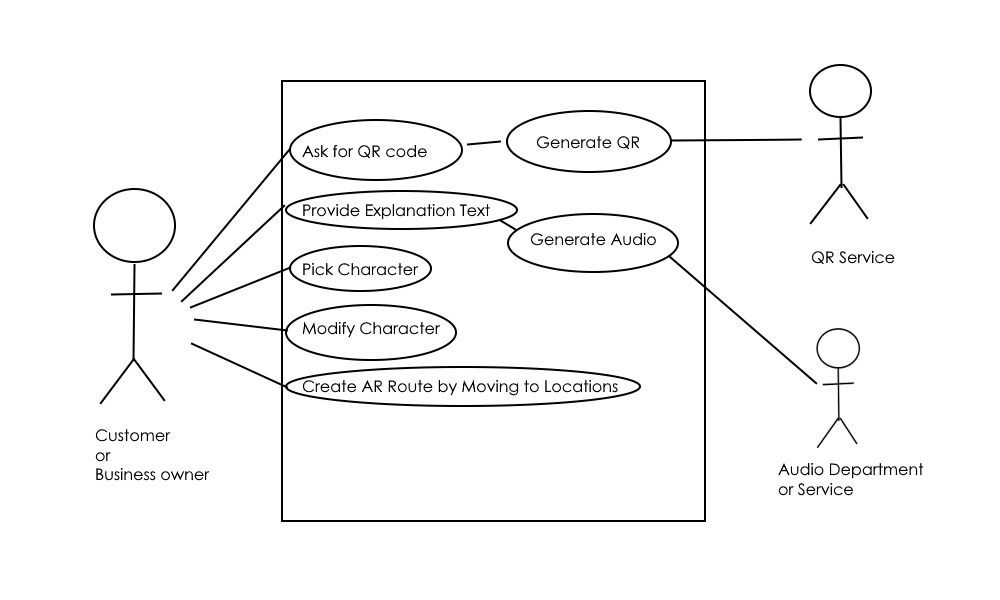 Ask for QR code
Generate QR
Provide Explanation Text
Generate Audio
Pick Character
Modify Character
Create AR Route by Moving to Locations
Customer
or
Business owner
QR Service
Audio Department
or Service